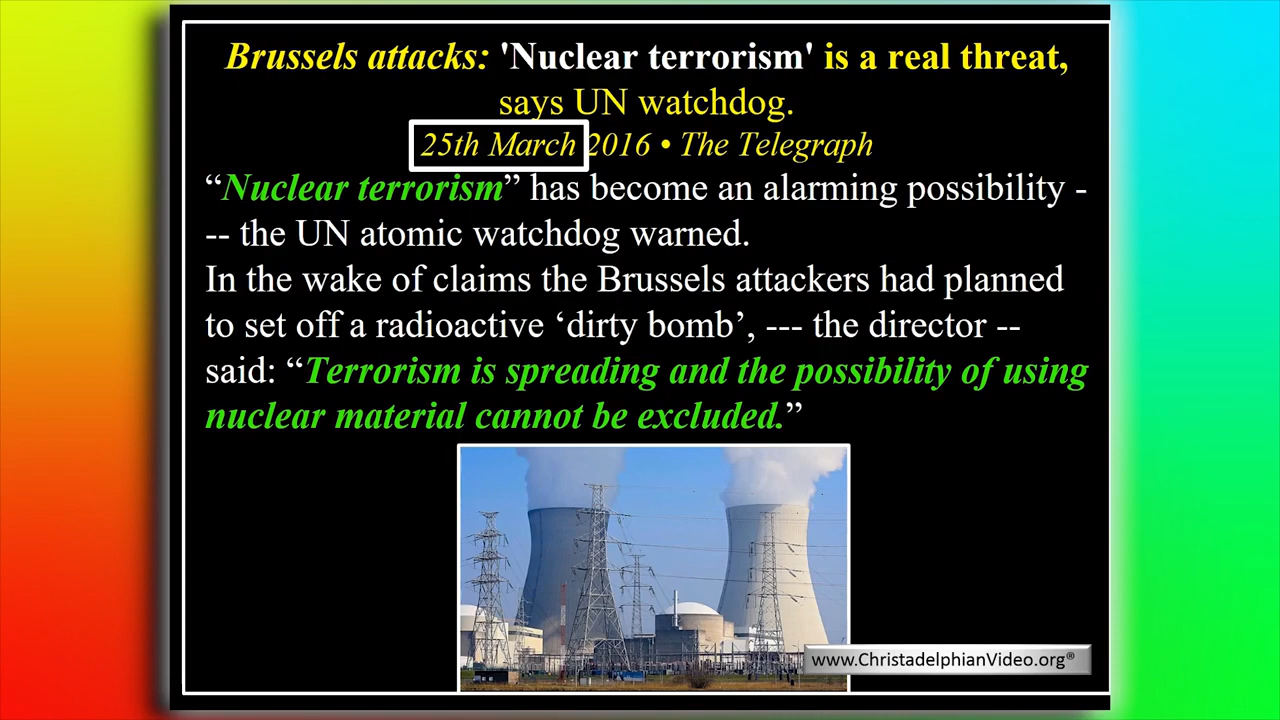 Brussels attacks: 'Nuclear terrorism' is a real threat,
says UN watchdog.
25th March 2016 • The Telegraph
“Nuclear terrorism” has become an alarming possibility -
-- the UN atomic watchdog warned.
In the wake of claims the Brussels attackers had planned
to set off a radioactive ‘dirty bomb’, --- the director --
said: “Terrorism is spreading and the possibility of using
nuclear material cannot be excluded.”
www.ChristadelphianVideo.org®